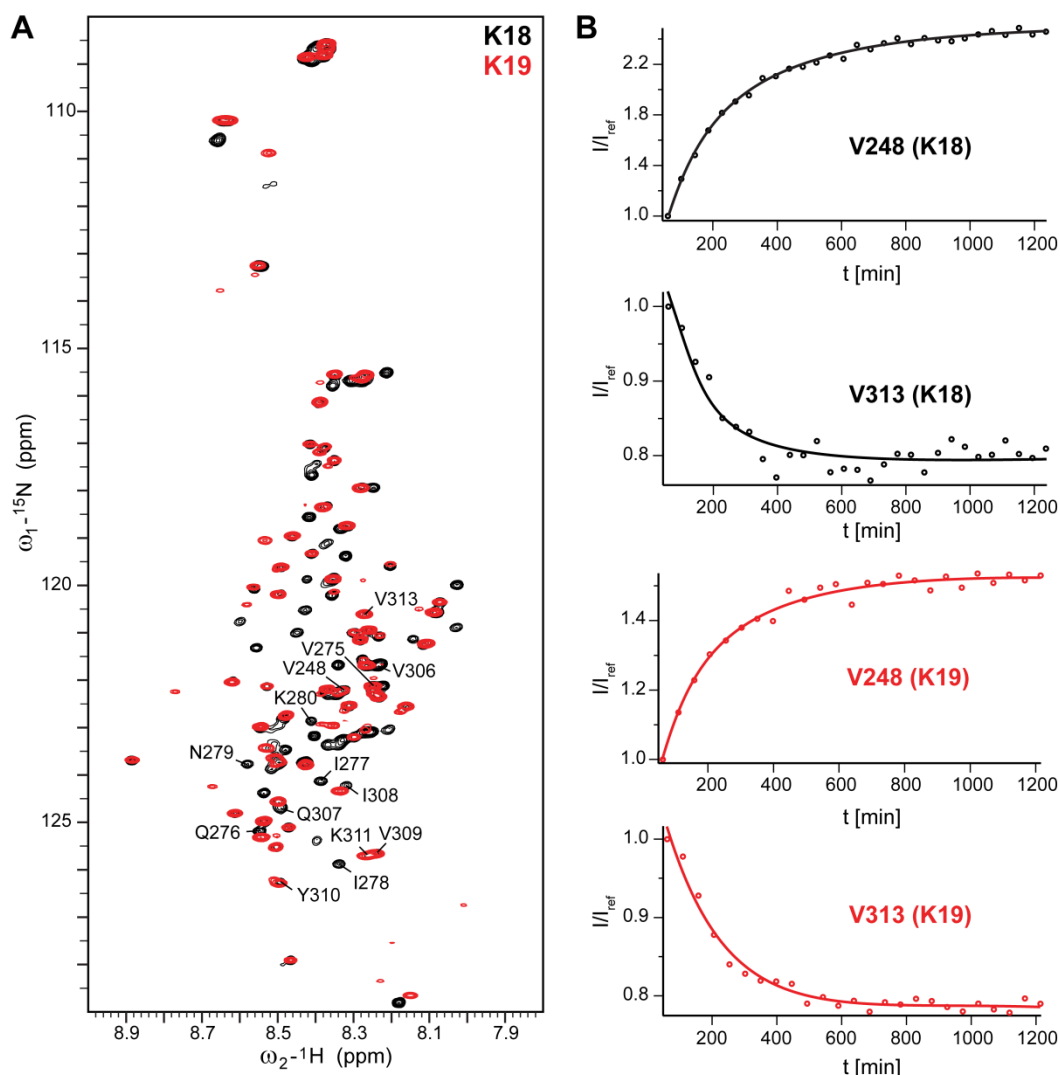 A
K18
K19
110
115
120
125
ω1-15N (ppm)
V313
V275
V248
V306
K280
N279
I277
I308
Q307
Q276
K311
V309
I278
Y310
8.9
8.7
8.5
8.3
8.1
7.9
ω2-1H (ppm)
B
2.2
1.8
1.4
1.0
I/Iref
V248 (K18)
200
400
600
800
1000
1200
t [min]
1.0
0.9
0.8
I/Iref
V313 (K18)
200
400
600
800
1000
1200
t [min]
1.4
1.2
1.0
I/Iref
V248 (K19)
200
400
600
800
1000
1200
t [min]
1.0
0.9
0.8
I/Iref
V313 (K19)
200
400
600
800
1000
1200
t [min]